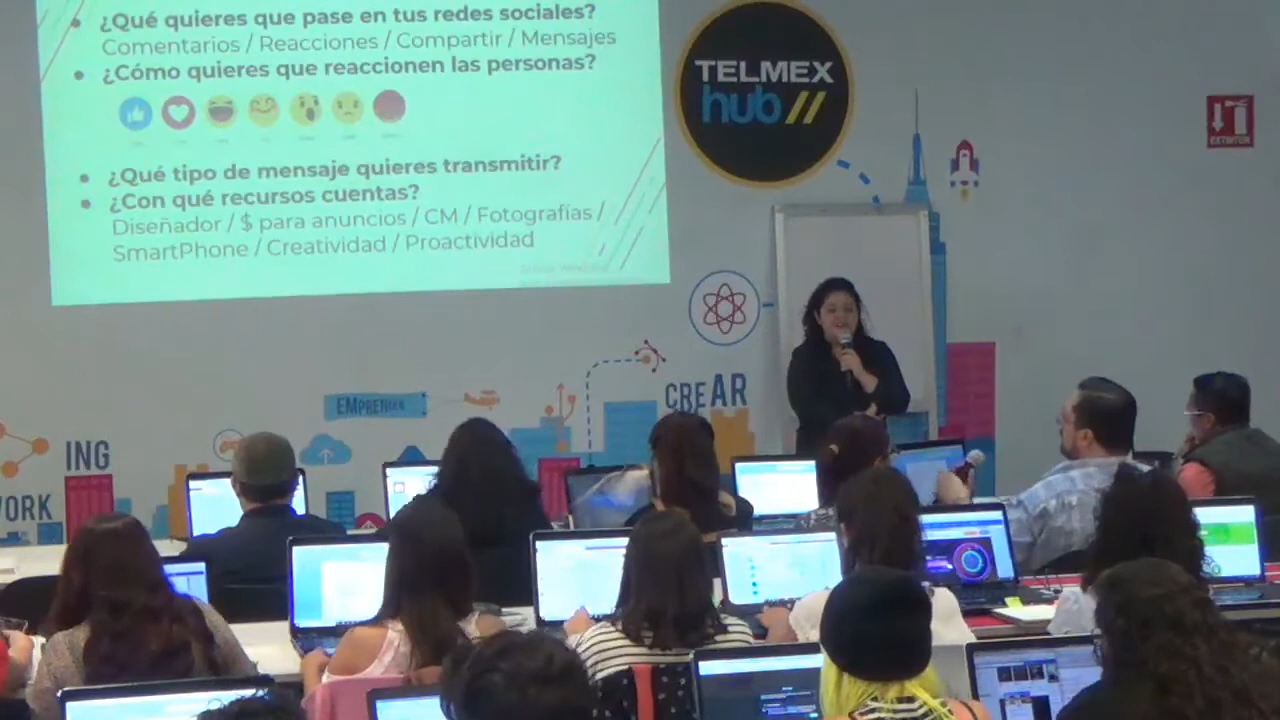 ¿Qué quieres que pase en tus redes sociales?
Comentarios / Reacciones / Compartir / Mensajes
¿Cómo quieres que reaccionen las personas?
¿Qué tipo de mensaje quieres transmitir?
¿Con qué recursos cuentas?
Diseñador / $ para anuncios / CM / Fotografías /
SmartPhone / Creatividad / Proactividad
TELMEX
hub //
EXTINTOR
CREAR
EMPRENDER
ING
WORK